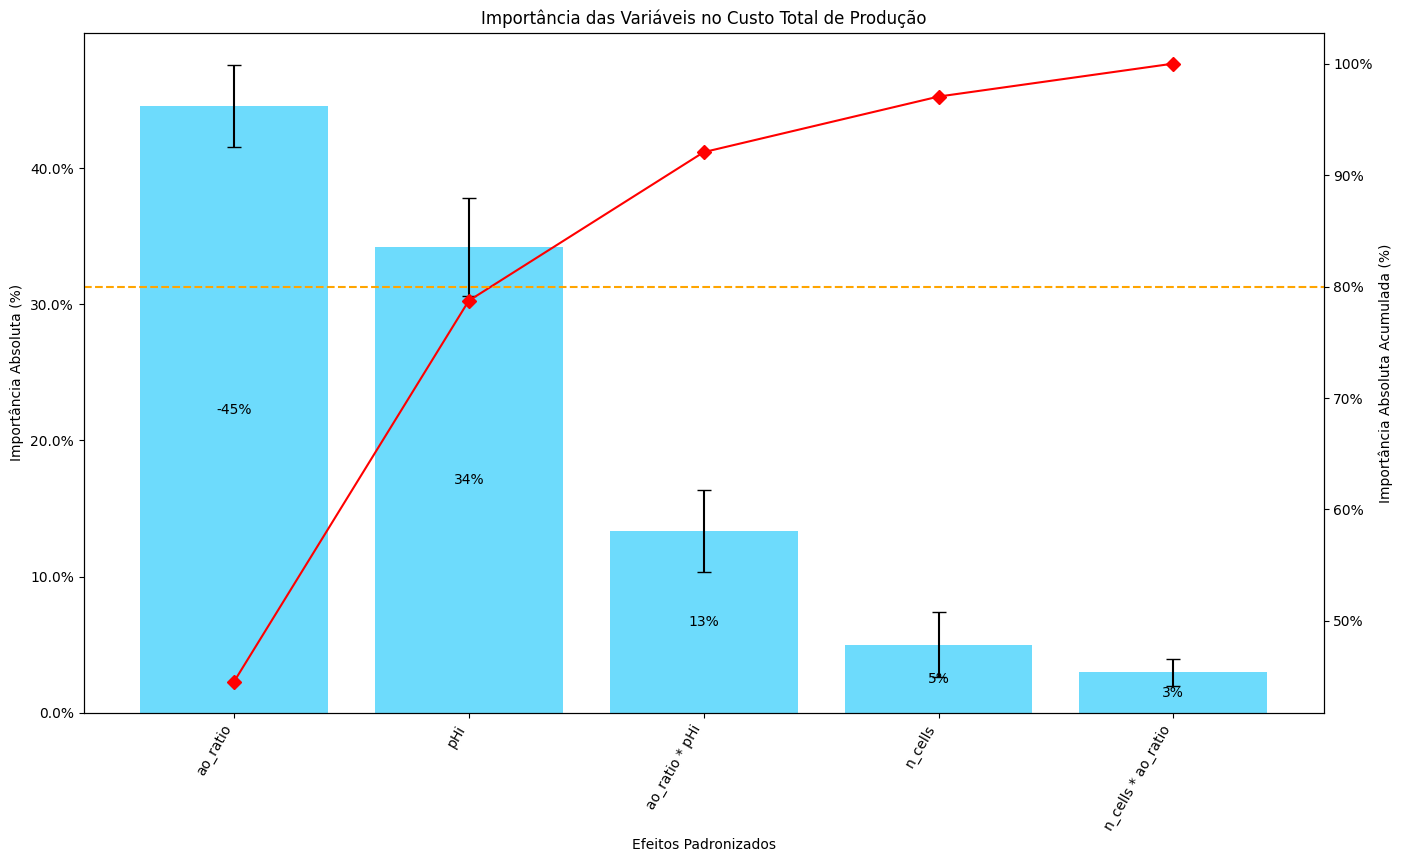 Importância das Variáveis no Custo Total de Produção
Importância Absoluta (%)
40.0%
30.0%
20.0%
10.0%
0.0%
-45%
34%
13%
5%
3%
100%
90%
80%
70%
60%
50%
Importância Absoluta Acumulada (%)
ao_ratio
pHi
ao_ratio * pHi
n_cells
n_cells * ao_ratio
Efeitos Padronizados